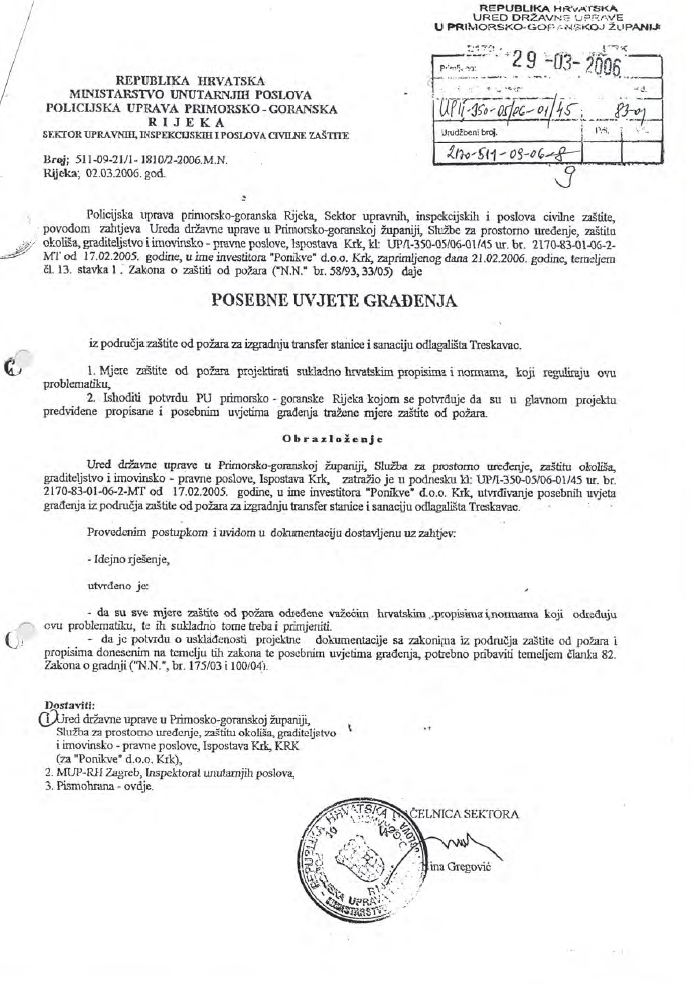 REPUBLIKA HRVATSKA
URED DRŽAVNE UPRAVE
U PRIMORSKO-GORANSKOJ ŽUPANIJI
29-03-2006
UP/I-350-05/06-01/45 83-01
Urudžbeni broj.
2170-511-09-06-8
9
REPUBLIKA HRVATSKA
MINISTARSTVO UNUTARNJIH POSLOVA
POLICIJSKA UPRAVA PRIMORSKO-GORANSKA
R I J E K A
SEKTOR UPRAVNIH, INSPEKCIJSKIH I POSLOVA CIVILNE ZAŠTITE
Broj; 511-09-21/1- 1810/2-2006.M.N.
Rijeka; 02.03.2006. god.
Policijska uprava primorsko-goranska Rijeka, Sektor upravnih, inspekcijskih i poslova civilne zaštite,
povodom zahtjeva Ureda državne uprave u Primorsko-goranskoj županiji, Službe za prostorno uređenje, zaštitu
okoliša, graditeljstvo i imovinsko - pravne poslove, Ispostava Krk, kl: UP/I-350-05/06-01/45 ur. br. 2170-83-01-06-2-
MT od 17.02.2005. godine, u ime investitora "Ponikve" d.o.o. Krk, zaprimljenog dana 21.02.2006. godine, temeljem
čl. 13. stavka 1 . Zakona o zaštiti od požara ("N.N." br. 58/93, 33/05) daje
POSEBNE UVJETE GRAĐENJA
iz područja zaštite od požara za izgradnju transfer stanice i sanaciju odlagališta Treskavac.
1. Mjere zaštite od požara projektirati sukladno hrvatskim propisima i normama, koji reguliraju ovu
problematiku,
2. Ishoditi potvrdu PU primorsko - goranske Rijeka kojom se potvrđuje da su u glavnom projektu
predviđene propisane i posebnim uvjetima građenja tražene mjere zaštite od požara.
O b r a z l o ž e n j e
Ured državne uprave u Primorsko-goranskoj županiji, Služba za prostorno uređenje, zaštitu okoliša,
graditeljstvo i imovinsko - pravne poslove, Ispostava Krk, zatražio je u podnesku kl: UP/I-350-05/06-01/45 ur. br.
2170-83-01-06-2-MT od 17.02.2005. godine, u ime investitora "Ponikve" d.o.o. Krk, utvrđivanje posebnih uvjeta
građenja iz područja zaštite od požara za izgradnju transfer stanice i sanaciju odlagališta Treskavac.
Provedenim postupkom i uvidom u dokumentaciju dostavljenu uz zahtjev:
- Idejno rješenje,
utvrđeno je:
- da su sve mjere zaštite od požara određene važećim hrvatskim propisima i normama koji određuju
ovu problematiku, te ih sukladno tome treba i primjeniti.
- da je potvrdu o usklađenosti projektne dokumentacije sa zakonima iz područja zaštite od požara i
propisima donesenim na temelju tih zakona te posebnim uvjetima građenja, potrebno pribaviti temeljem članka 82.
Zakona o gradnji ("N.N.", br. 175/03 i 100/04).
Dostaviti:
1. Ured državne uprave u Primosko-goranskoj županiji,
Služba za prostorno uređenje, zaštitu okoliša, graditeljstvo
i imovinsko - pravne poslove, Ispostava Krk, KRK
(za "Ponikve" d.o.o. Krk),
2. MUP-RH Zagreb, Inspektorat unutarnjih poslova,
3. Pismohrana - ovdje.
ČELNICA SEKTORA
Nina Gregović
REPUBLIKA HRVATSKA